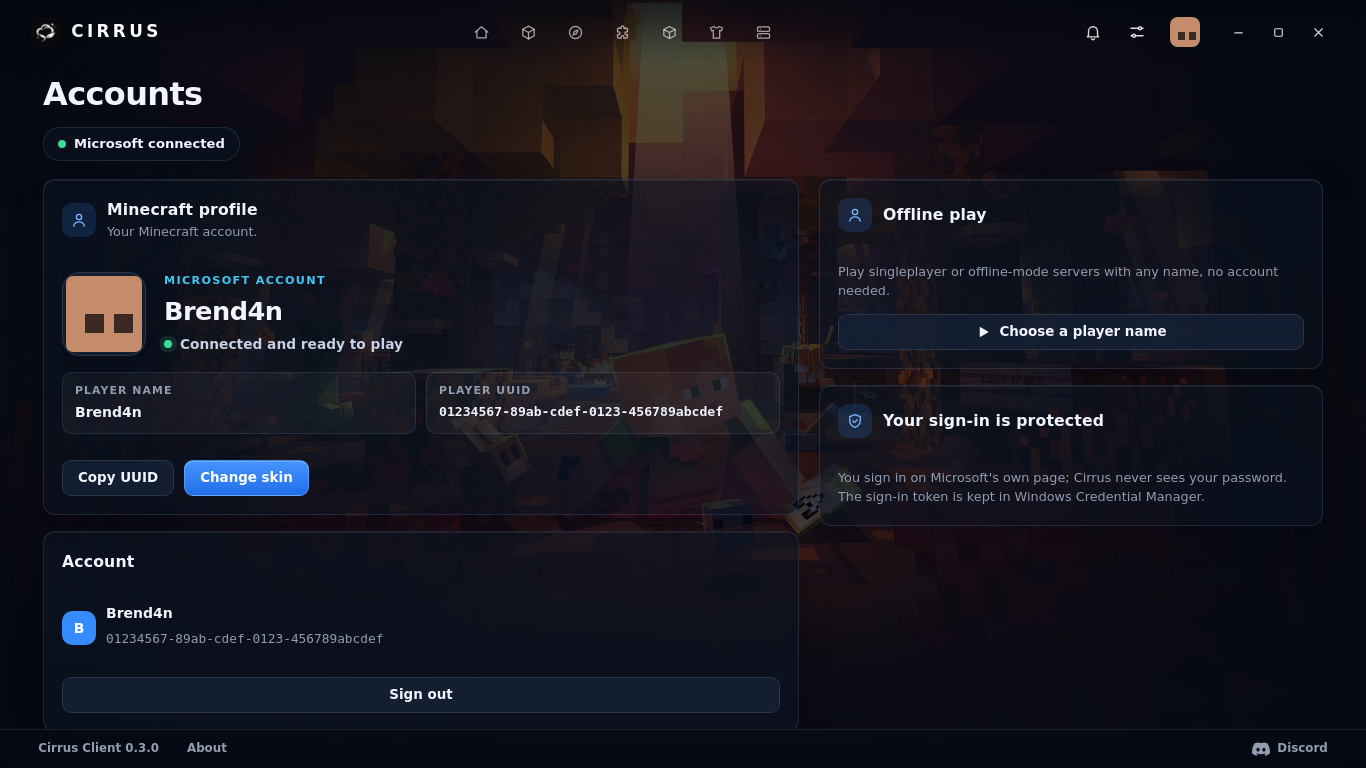 CIRRUS
Accounts
Microsoft connected
Minecraft profile
Your Minecraft account.
MICROSOFT ACCOUNT
Brend4n
Connected and ready to play
PLAYER NAME
Brend4n
PLAYER UUID
01234567-89ab-cdef-0123-456789abcdef
Copy UUID
Change skin
Account
B
Brend4n
01234567-89ab-cdef-0123-456789abcdef
Sign out
Offline play
Play singleplayer or offline-mode servers with any name, no account
needed.
Choose a player name
Your sign-in is protected
You sign in on Microsoft's own page; Cirrus never sees your password.
The sign-in token is kept in Windows Credential Manager.
Cirrus Client 0.3.0
About
Discord